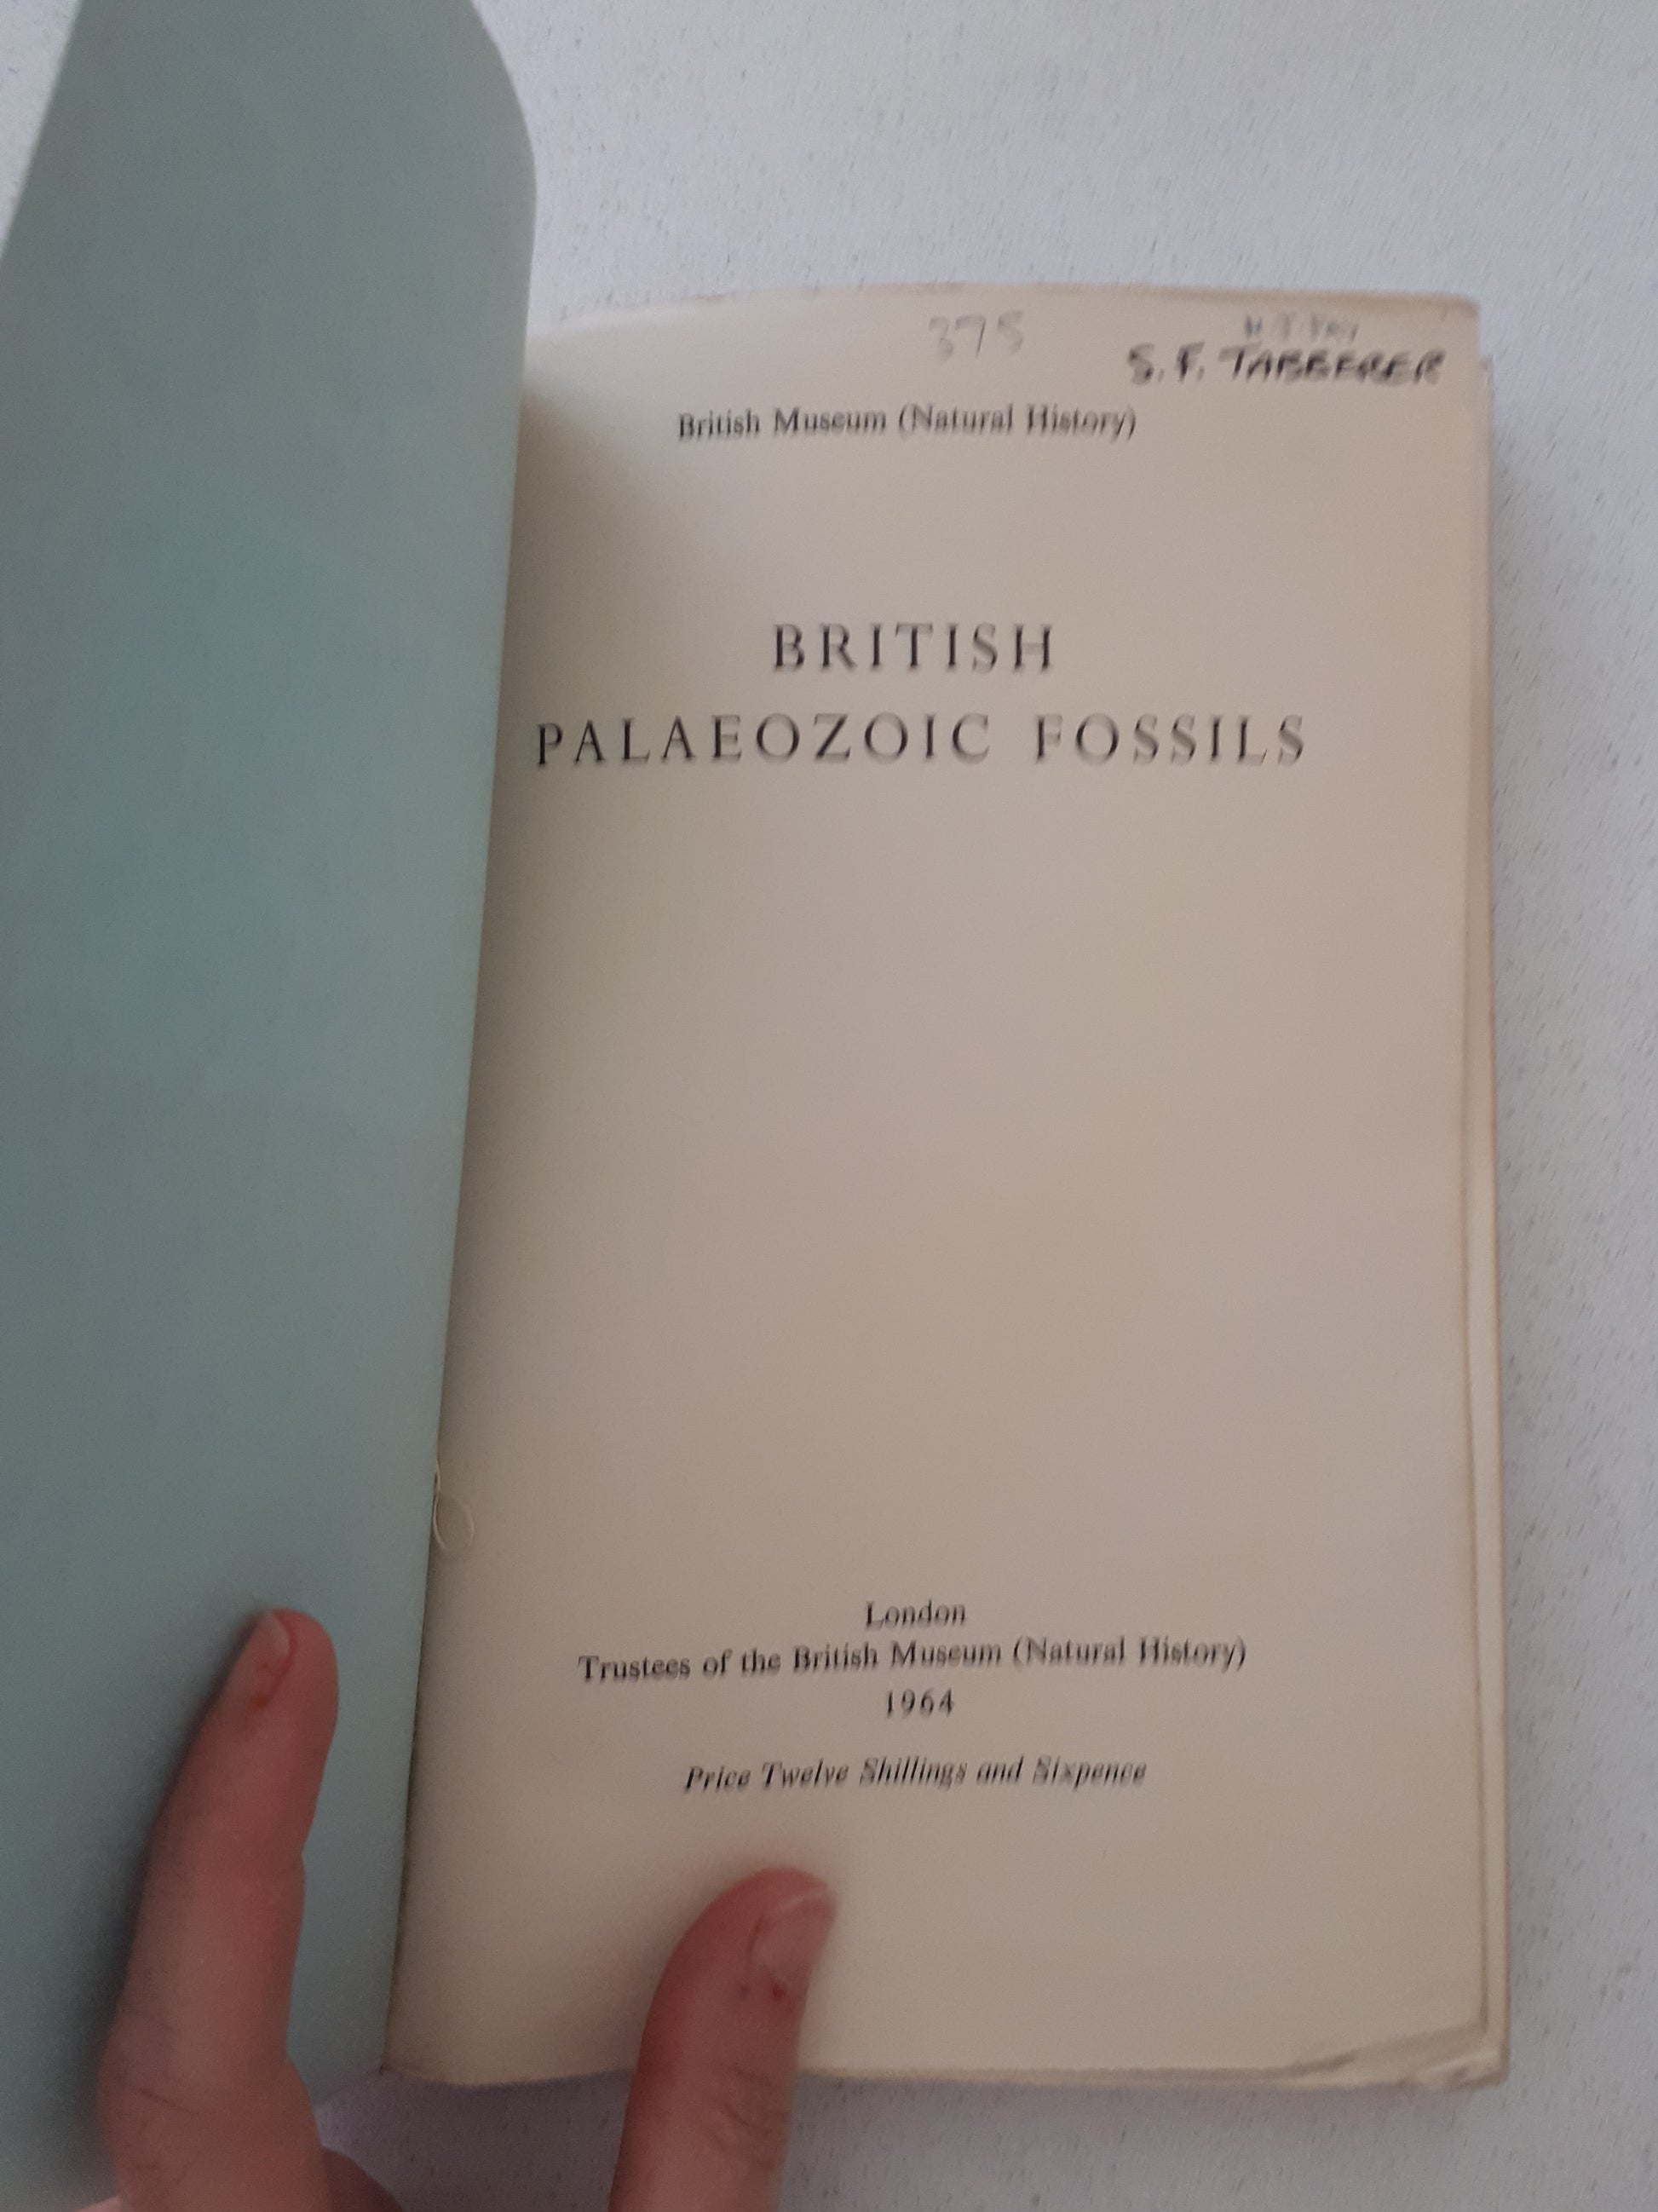 375
S. F. TABBERER
British Museum (Natural History)
BRITISH
PALAEOZOIC FOSSILS
London
Trustees of the British Museum (Natural History)
1964
Price Twelve Shillings and Sixpence